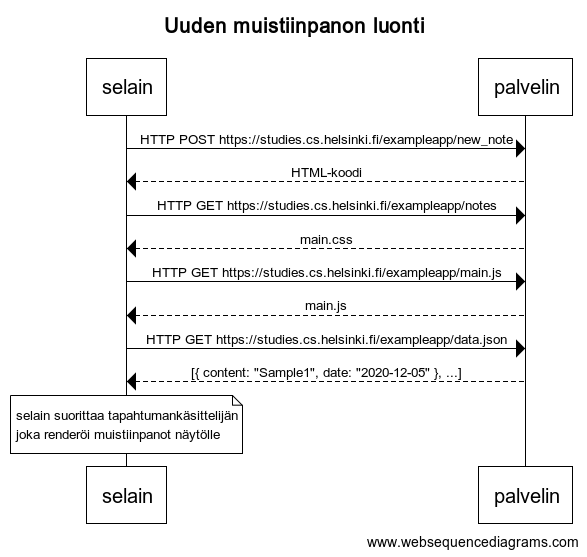 Uuden muistiinpanon luonti
selain
palvelin
HTTP POST https://studies.cs.helsinki.fi/exampleapp/new_note
HTML-koodi
HTTP GET https://studies.cs.helsinki.fi/exampleapp/notes
main.css
HTTP GET https://studies.cs.helsinki.fi/exampleapp/main.js
main.js
HTTP GET https://studies.cs.helsinki.fi/exampleapp/data.json
[{ content: "Sample1", date: "2020-12-05" }, ...]
selain suorittaa tapahtumankäsittelijän
joka renderöi muistiinpanot näytölle
selain
palvelin
www.websequencediagrams.com